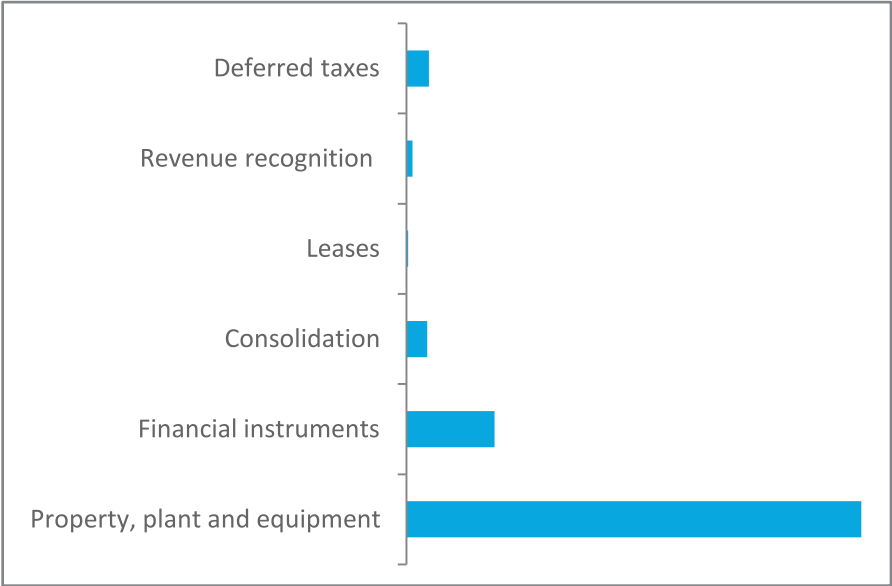 Deferred taxes
Revenue recognition
Leases
Consolidation
Financial instruments
Property, plant and equipment